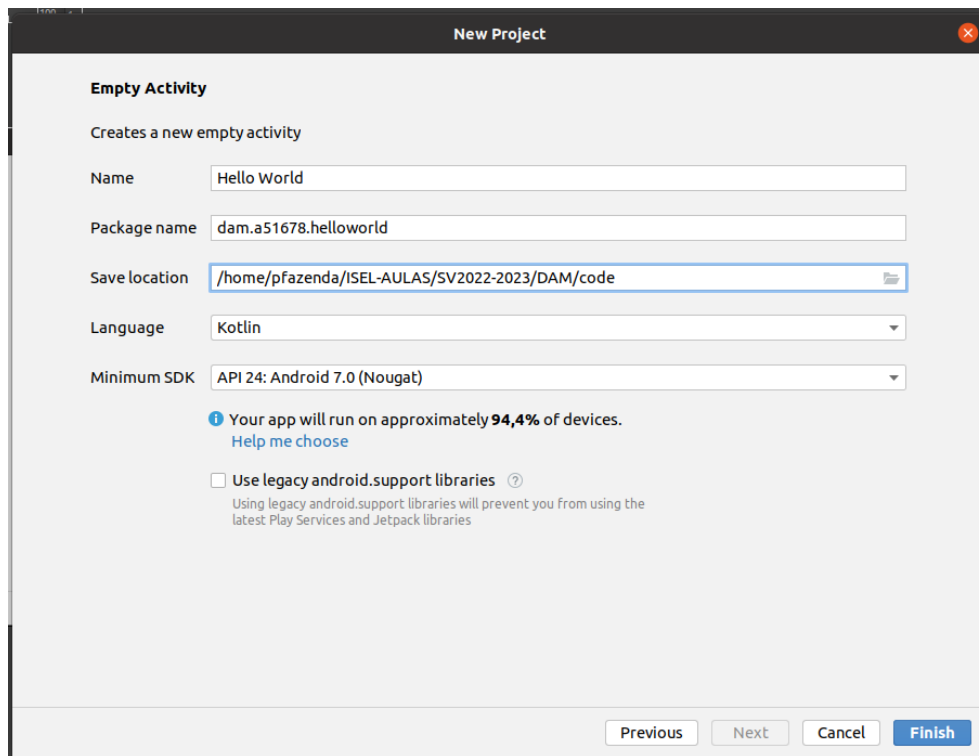 New Project
Empty Activity
Creates a new empty activity
Name Hello World
Package name dam.a51678.helloworld
Save location /home/pfazenda/ISEL-AULAS/SV2022-2023/DAM/code
Language Kotlin
Minimum SDK API 24: Android 7.0 (Nougat)
Your app will run on approximately 94,4% of devices.
Help me choose
Use legacy android.support libraries ?
Using legacy android.support libraries will prevent you from using the
latest Play Services and Jetpack libraries
Previous Next Cancel Finish